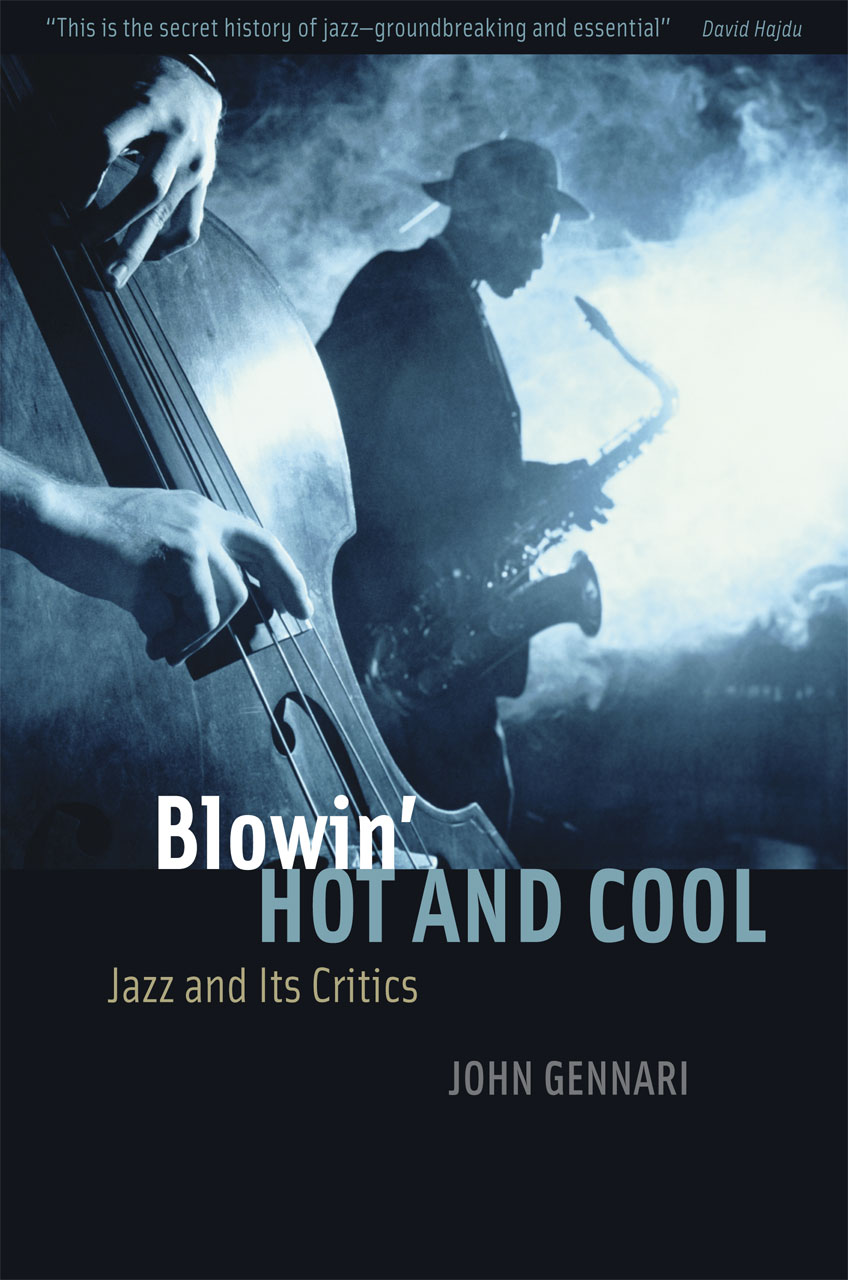 “This is the secret history of jazz—groundbreaking and essential” David Hajdu
Blowin’
HOT AND COOL
Jazz and Its Critics
JOHN GENNARI